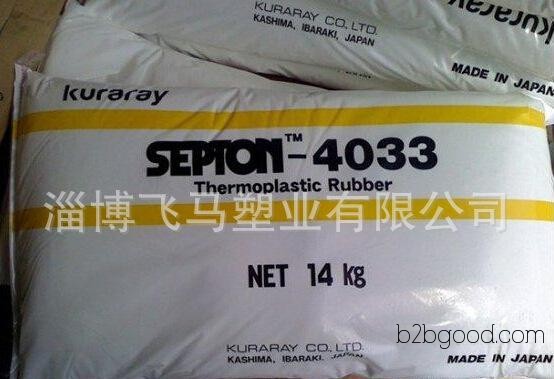 KURARAY CO., LTD.
KASHIMA, IBARAKI, JAPAN
MADE IN JAPAN
kuraray
SEPTON™-4033
Thermoplastic Rubber
淄博飞马塑业有限公司
NET 14 kg
KURARAY CO., LTD.
KASHIMA, IBARAKI, JAPAN
b2bgood.com
MADE IN JAPAN